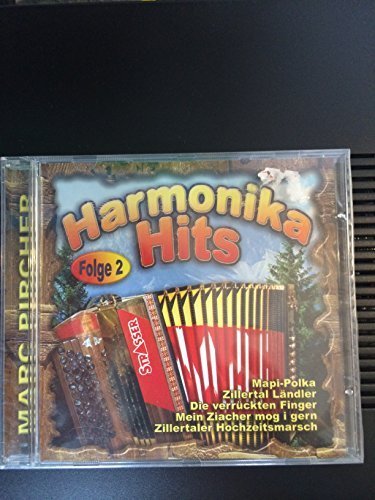 MARC PIRCHER
Harmonika
Hits
Folge 2
STRASSER
Mapi-Polka
Zillertal Ländler
Die verrückten Finger
Mein Ziacher mog i gern
Zillertaler Hochzeitsmarsch